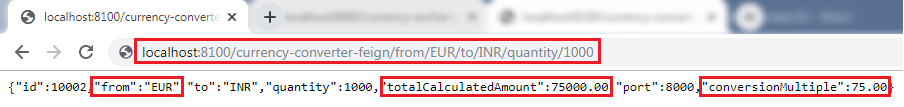 localhost:8100/currency-conver
localhost:8100/currency-converter-feign/from/EUR/to/INR/quantity/1000
{"id":10002,"from":"EUR","to":"INR","quantity":1000,"totalCalculatedAmount":75000.00,"port":8000,"conversionMultiple":75.00}